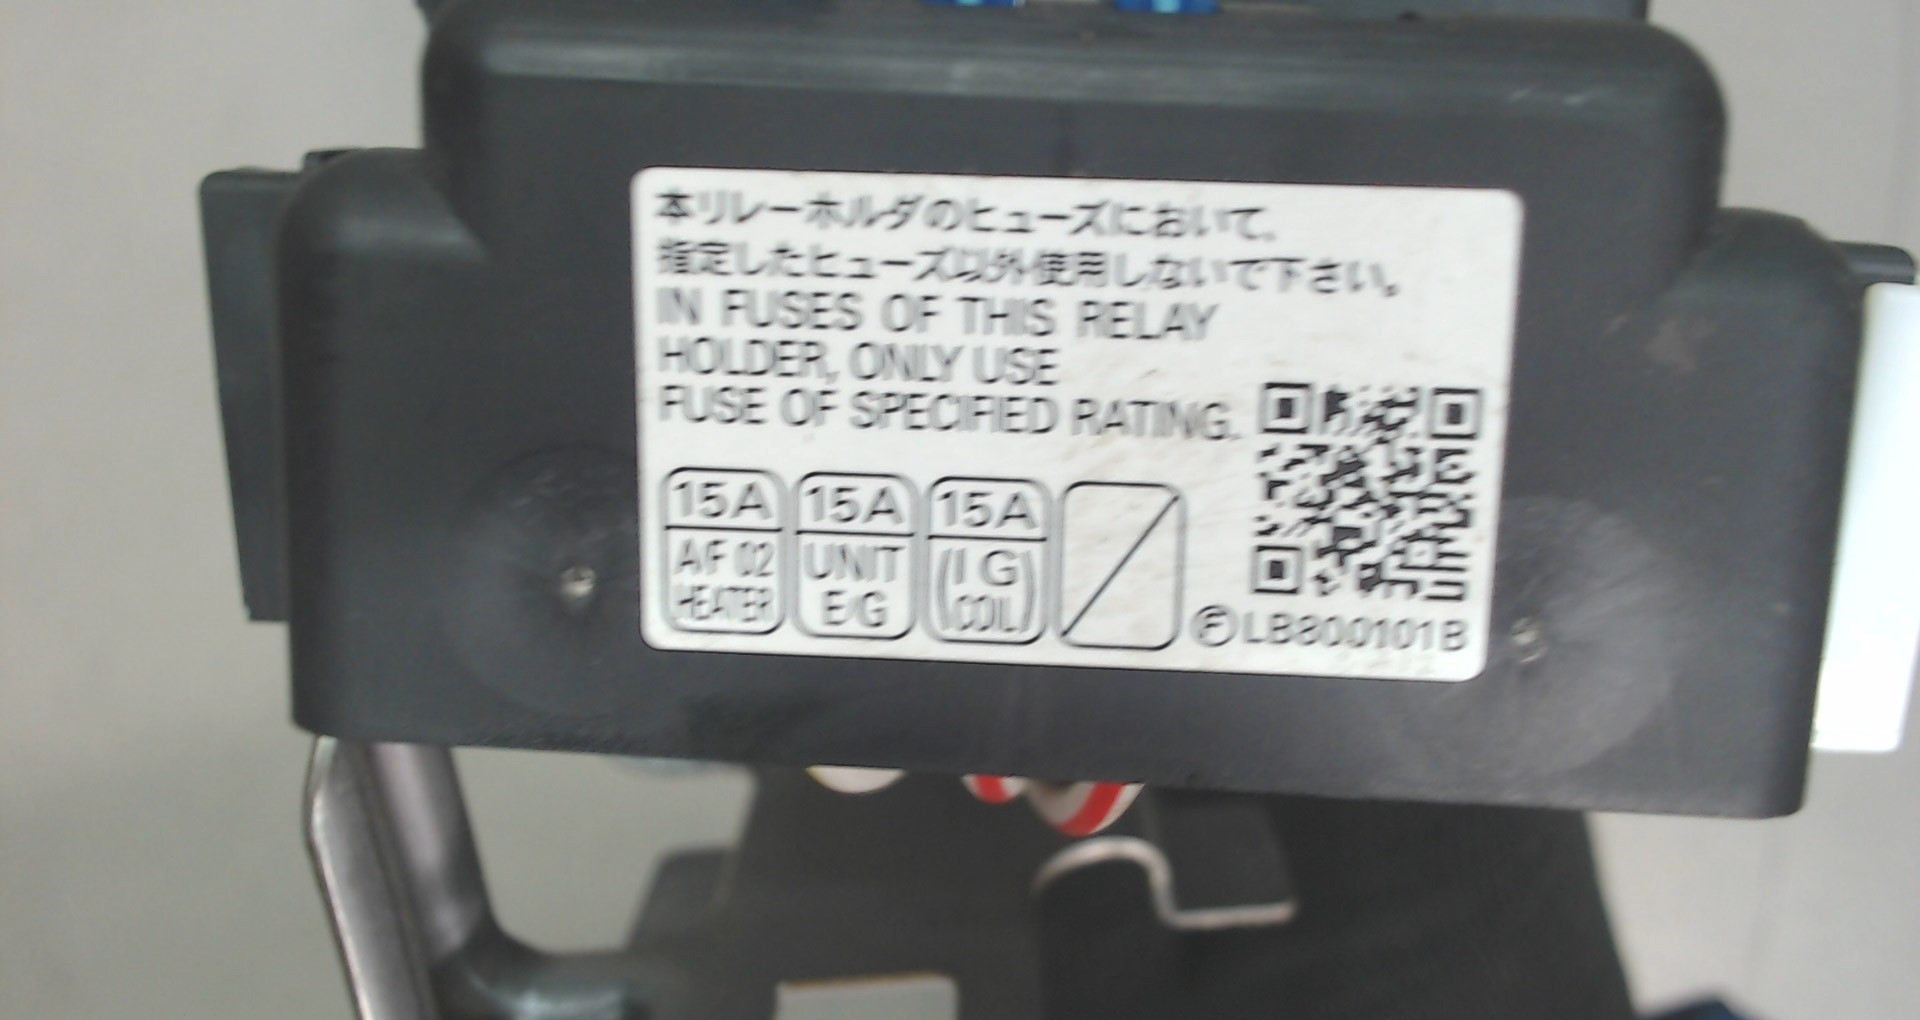 本リレーホルダのヒューズにおいて、
指定したヒューズ以外使用しないで下さい。
IN FUSES OF THIS RELAY
HOLDER, ONLY USE
FUSE OF SPECIFIED RATING.
15A 15A 15A
A/F 02 UNIT (I G)
HEATER E/G (COIL)
Ⓕ LB800101B